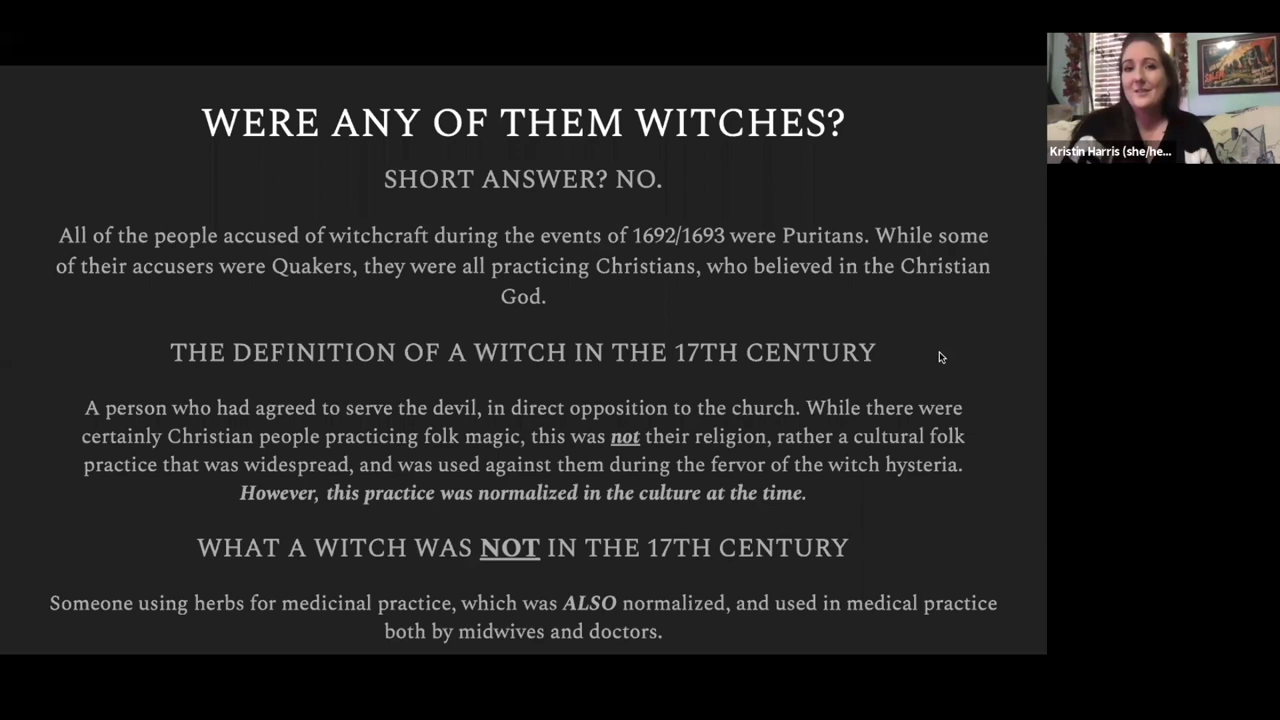 WERE ANY OF THEM WITCHES?
SHORT ANSWER? NO.
All of the people accused of witchcraft during the events of 1692/1693 were Puritans. While some
of their accusers were Quakers, they were all practicing Christians, who believed in the Christian
God.
THE DEFINITION OF A WITCH IN THE 17TH CENTURY
A person who had agreed to serve the devil, in direct opposition to the church. While there were
certainly Christian people practicing folk magic, this was not their religion, rather a cultural folk
practice that was widespread, and was used against them during the fervor of the witch hysteria.
However, this practice was normalized in the culture at the time.
WHAT A WITCH WAS NOT IN THE 17TH CENTURY
Someone using herbs for medicinal practice, which was ALSO normalized, and used in medical practice
both by midwives and doctors.
Kristin Harris (she/he...